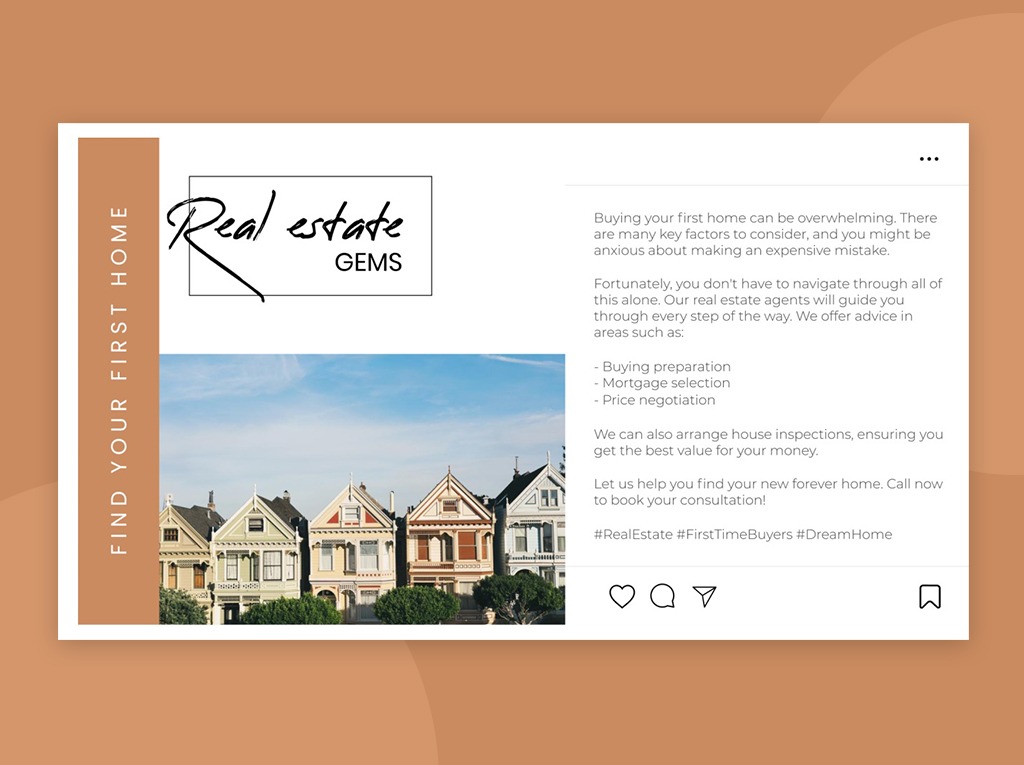 FIND YOUR FIRST HOME
Real estate
GEMS
Buying your first home can be overwhelming. There
are many key factors to consider, and you might be
anxious about making an expensive mistake.
Fortunately, you don't have to navigate through all of
this alone. Our real estate agents will guide you
through every step of the way. We offer advice in
areas such as:
- Buying preparation
- Mortgage selection
- Price negotiation
We can also arrange house inspections, ensuring you
get the best value for your money.
Let us help you find your new forever home. Call now
to book your consultation!
#RealEstate #FirstTimeBuyers #DreamHome